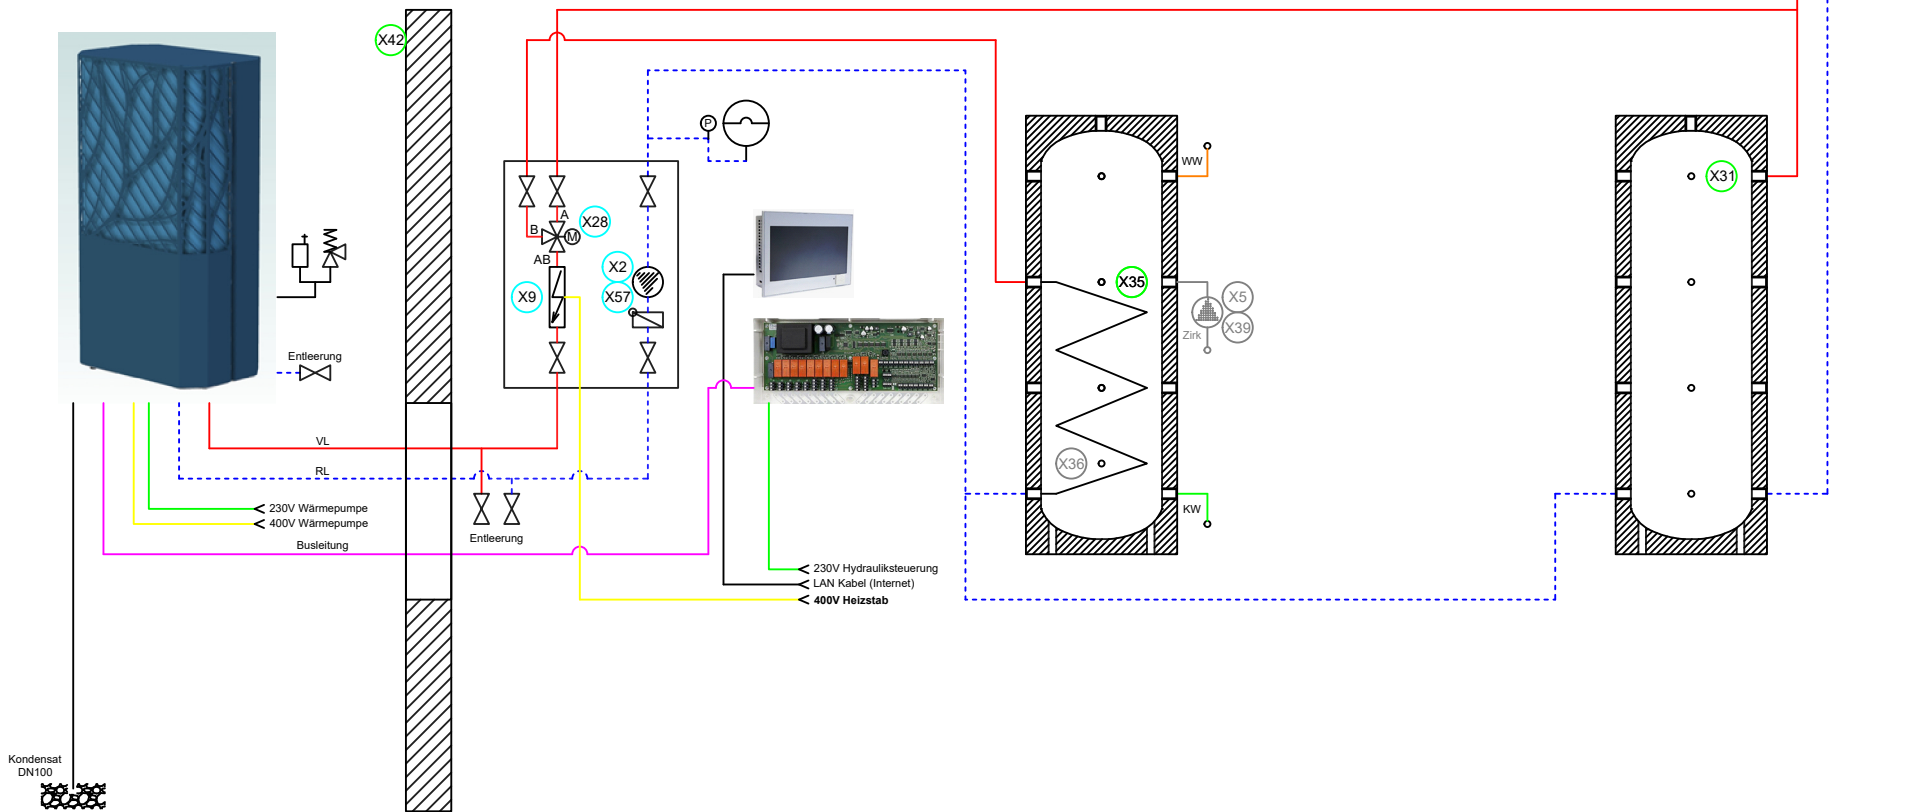 X42
P
WW
X31
A
X28
B
M
AB
X2
X9
X57
X35
X5
X39
Zirk
Entleerung
VL
RL
X36
230V Wärmepumpe
400V Wärmepumpe
KW
Entleerung
Busleitung
230V Hydrauliksteuerung
LAN Kabel (Internet)
400V Heizstab
Kondensat
DN100